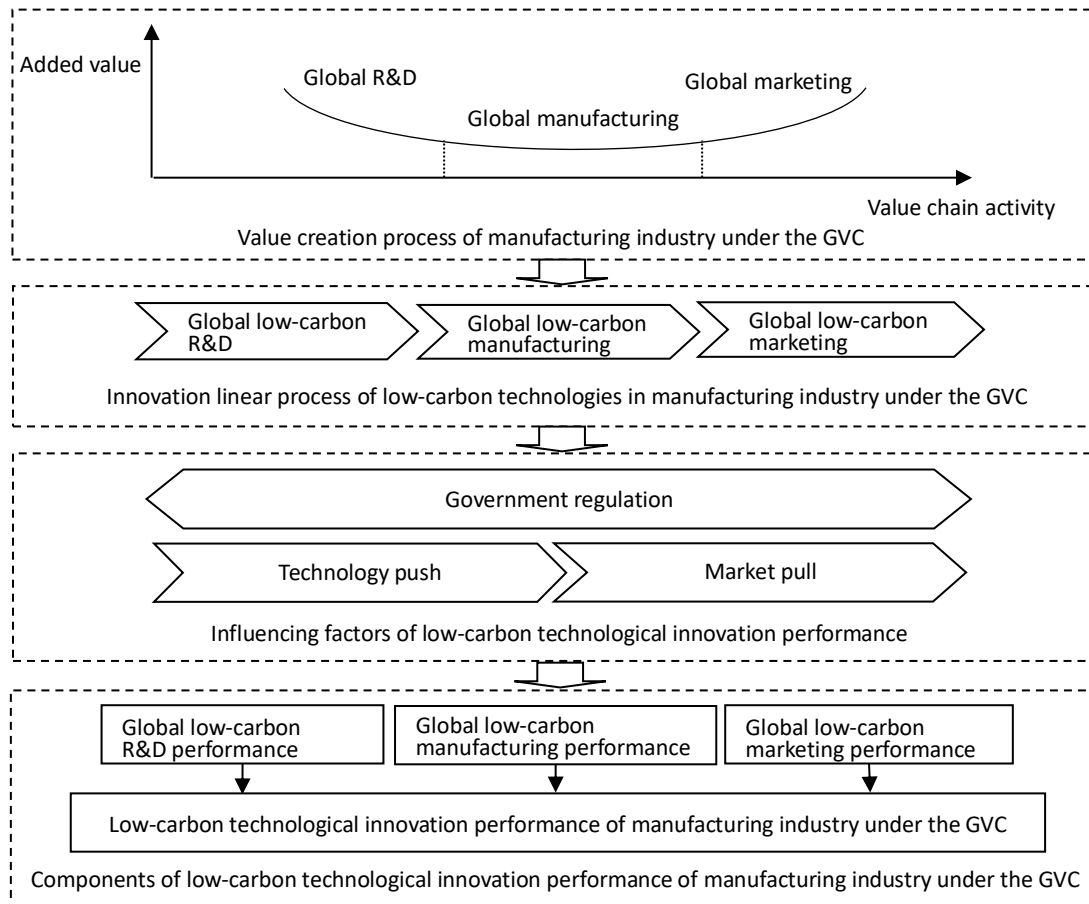 Added value
Global R&D
Global marketing
Global manufacturing
Value chain activity
Value creation process of manufacturing industry under the GVC
Global low-carbon
R&D
Global low-carbon
manufacturing
Global low-carbon
marketing
Innovation linear process of low-carbon technologies in manufacturing industry under the GVC
Government regulation
Technology push
Market pull
Influencing factors of low-carbon technological innovation performance
Global low-carbon
R&D performance
Global low-carbon
manufacturing performance
Global low-carbon
marketing performance
Low-carbon technological innovation performance of manufacturing industry under the GVC
Components of low-carbon technological innovation performance of manufacturing industry under the GVC